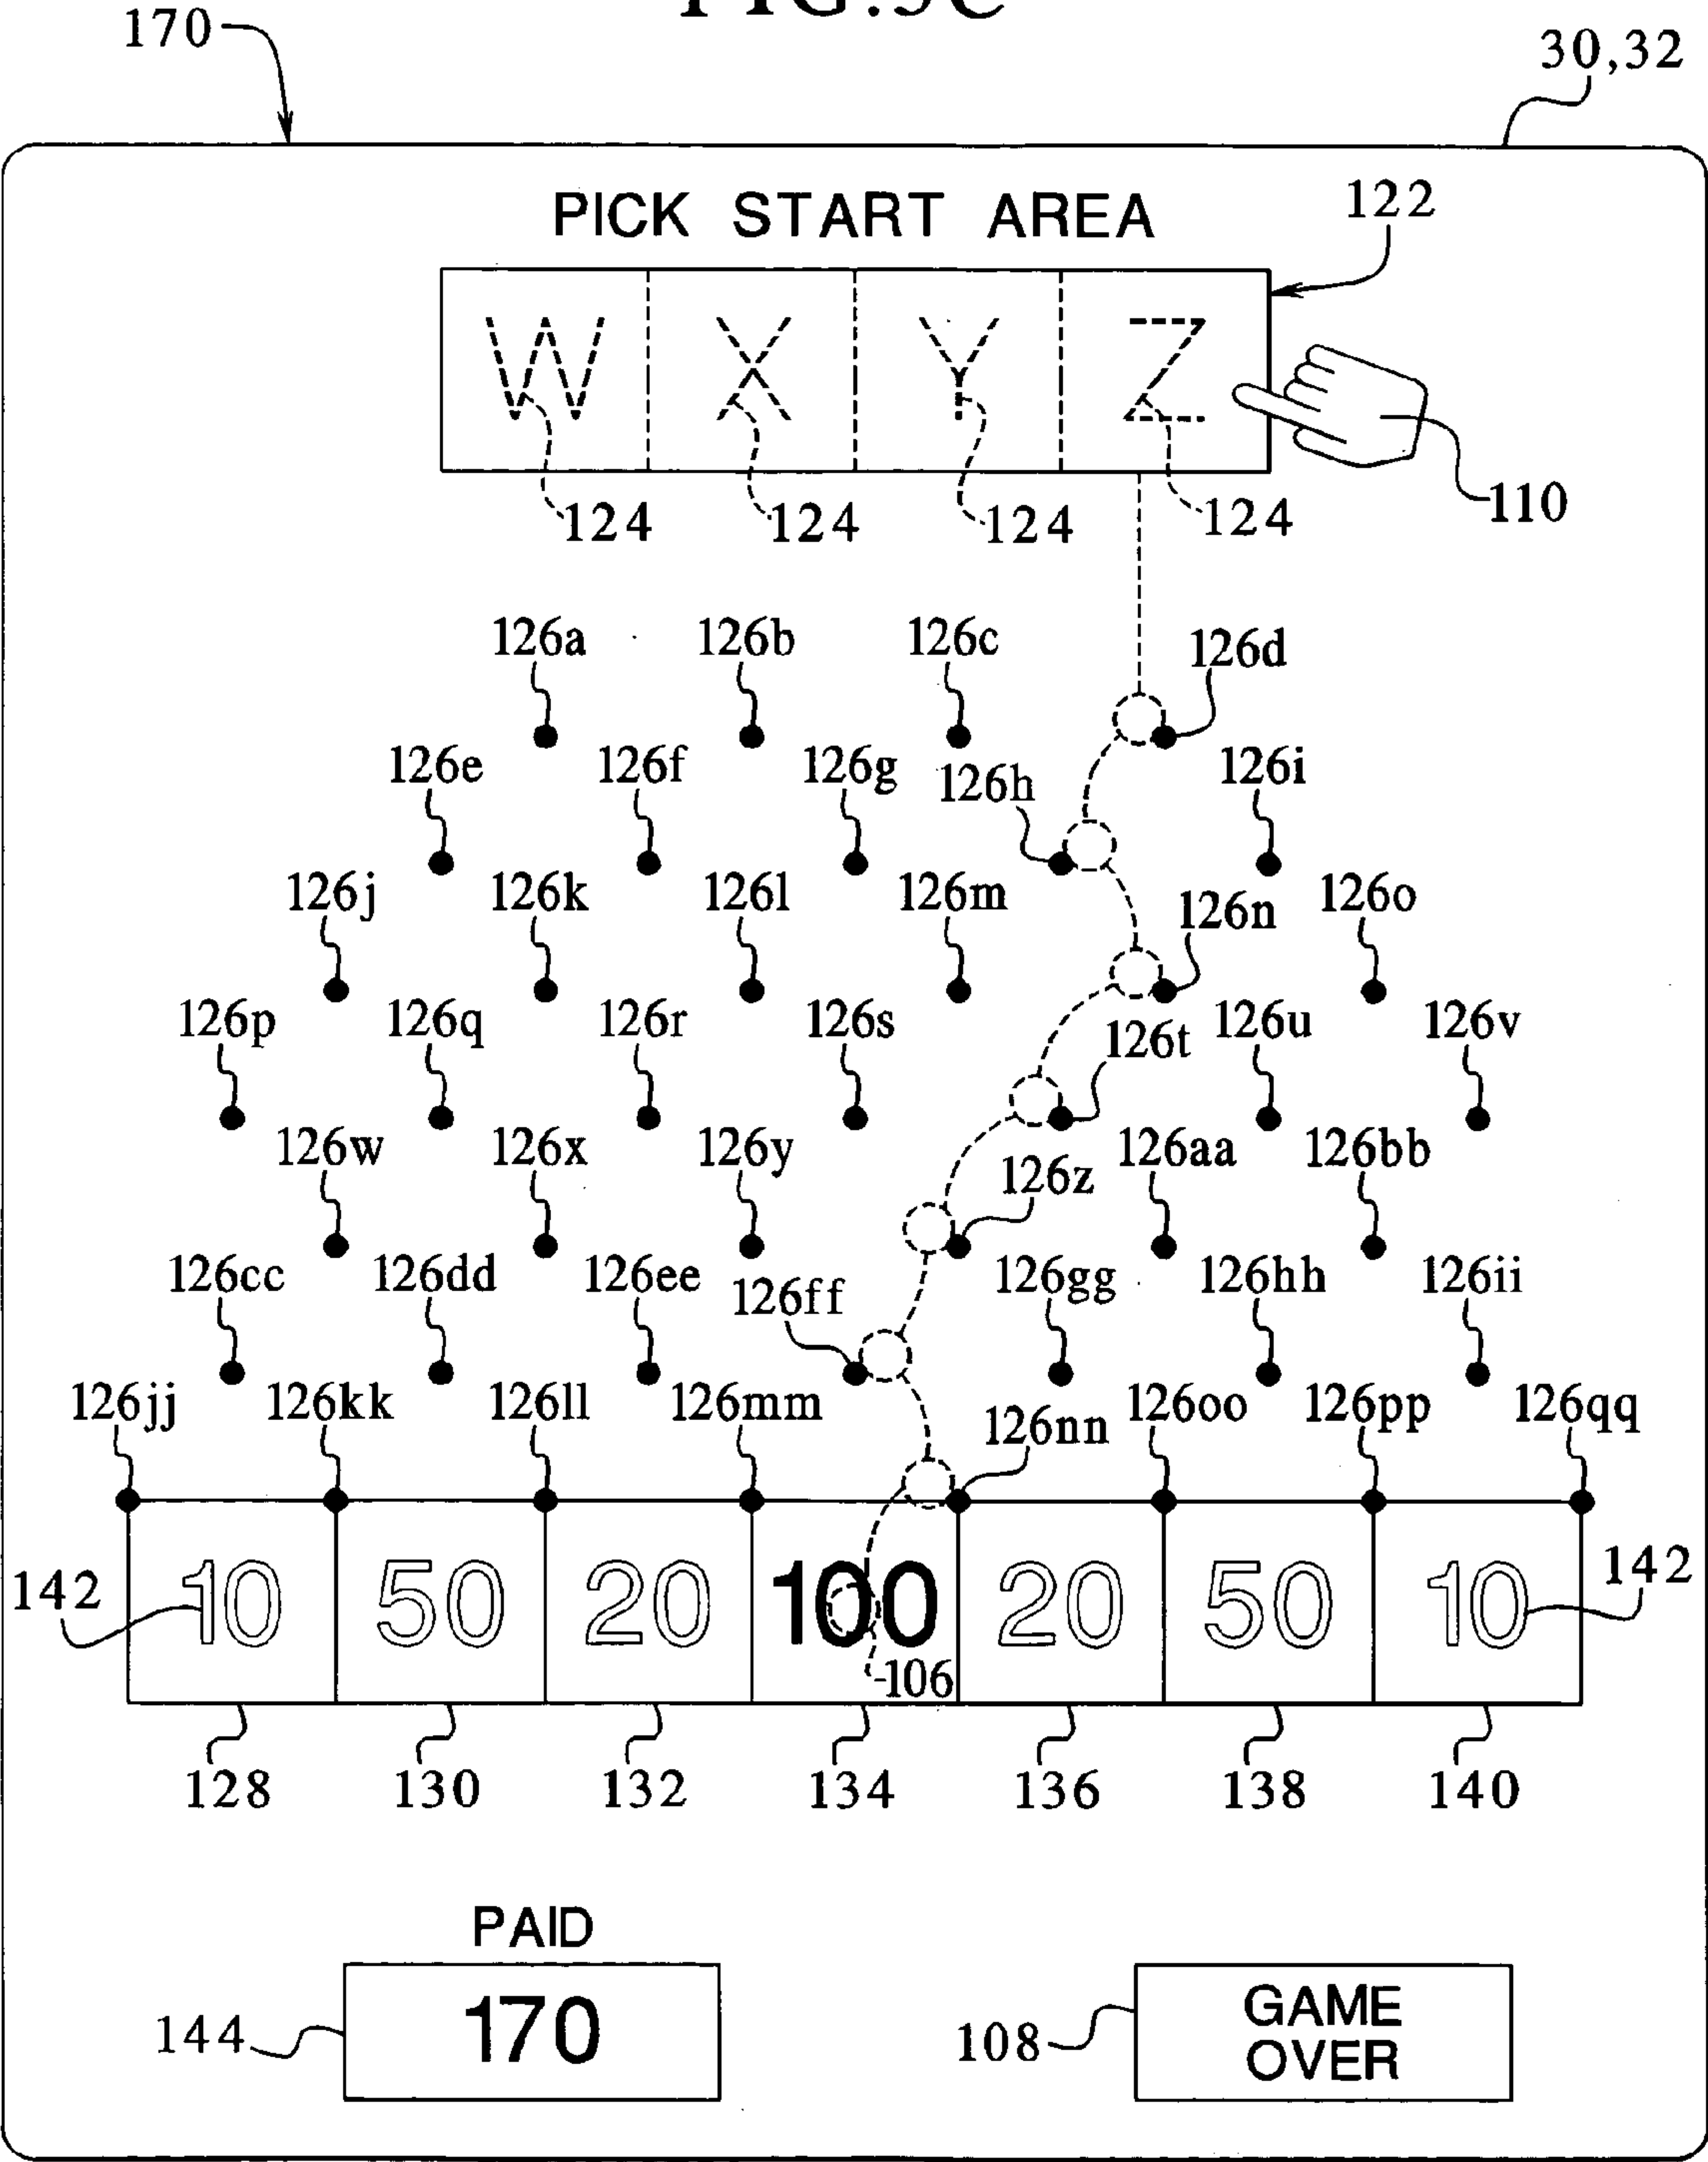 FIG.5C
170
30,32
PICK START AREA
122
W X Y Z
124 124 124 124
110
126a 126b 126c 126d
126e 126f 126g 126h 126i
126j 126k 126l 126m 126n 126o
126p 126q 126r 126s 126t 126u 126v
126w 126x 126y 126z 126aa 126bb
126cc 126dd 126ee 126ff 126gg 126hh 126ii
126jj 126kk 126ll 126mm 126nn 126oo 126pp 126qq
142 10 50 20 100 20 50 10 142
106
128 130 132 134 136 138 140
PAID
144 170
108 GAME
OVER